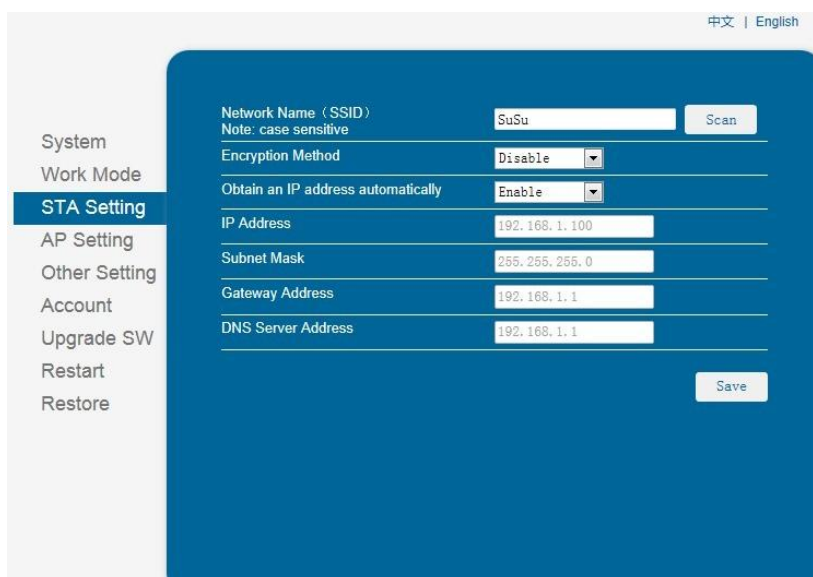 中文 | English
System
Work Mode
STA Setting
AP Setting
Other Setting
Account
Upgrade SW
Restart
Restore
Network Name（SSID）
Note: case sensitive
SuSu
Scan
Encryption Method
Disable
Obtain an IP address automatically
Enable
IP Address
192.168.1.100
Subnet Mask
255.255.255.0
Gateway Address
192.168.1.1
DNS Server Address
192.168.1.1
Save